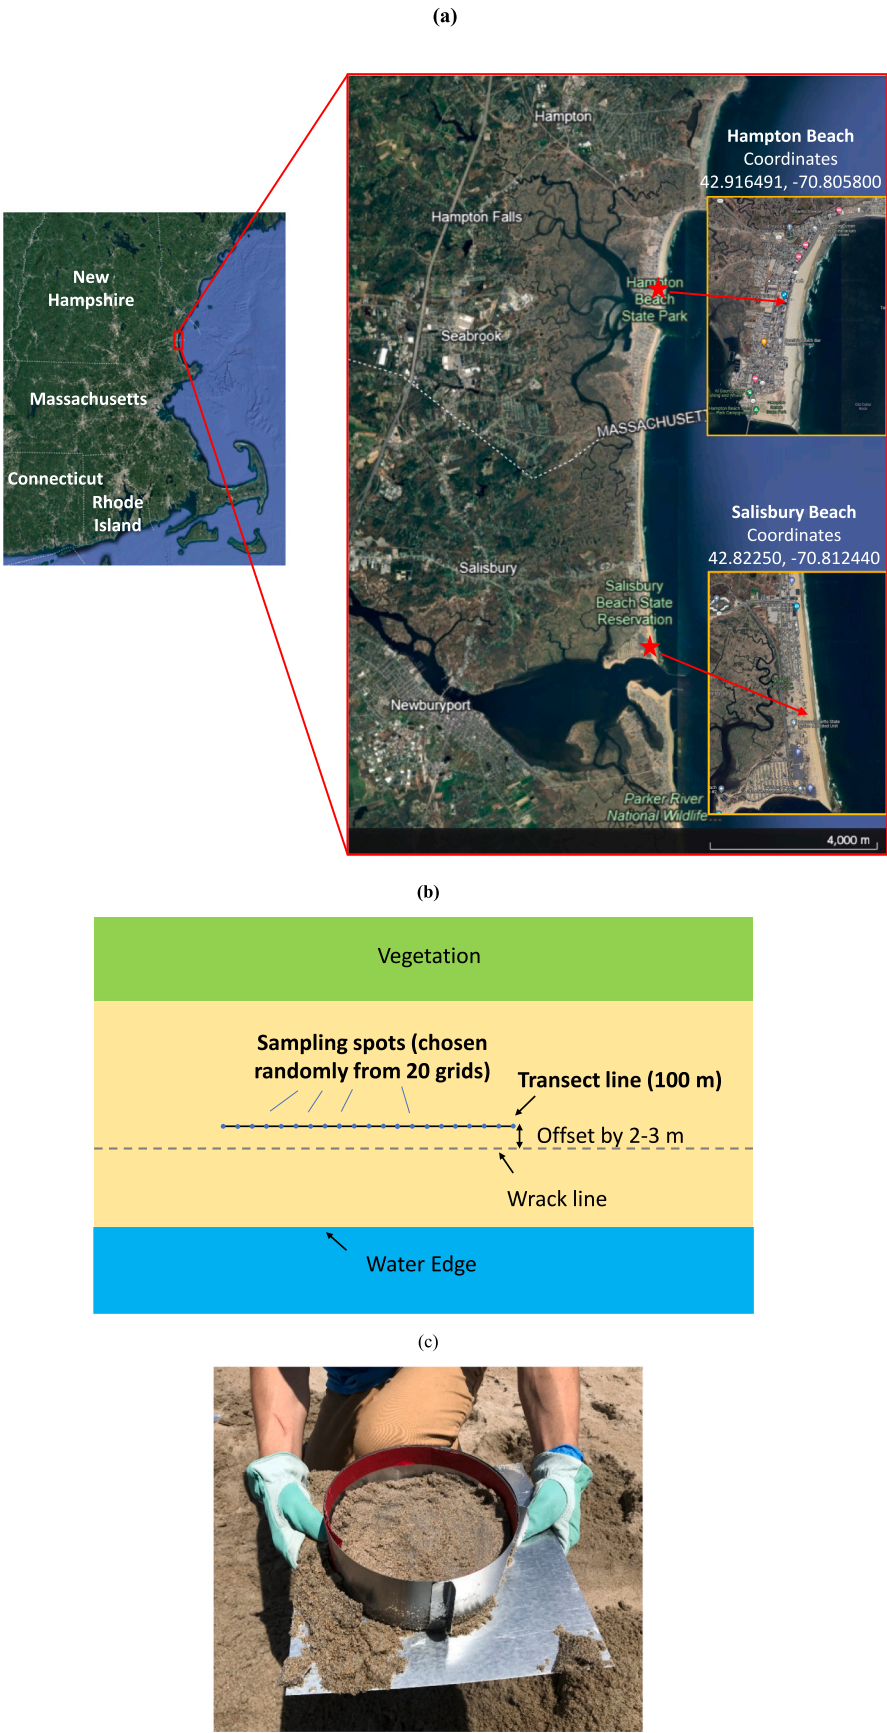 (a)
New
Hampshire
Massachusetts
Connecticut
Rhode
Island
Hampton
Hampton Falls
Hampton
Beach
State Park
Seabrook
MASSACHUSETT
Salisbury
Salisbury
Beach State
Reservation
Newburyport
Parker River
National Wildlife...
4,000 m
Hampton Beach
Coordinates
42.916491, -70.805800
Salisbury Beach
Coordinates
42.82250, -70.812440
(b)
Vegetation
Sampling spots (chosen
randomly from 20 grids)
Transect line (100 m)
Offset by 2-3 m
Wrack line
Water Edge
(c)